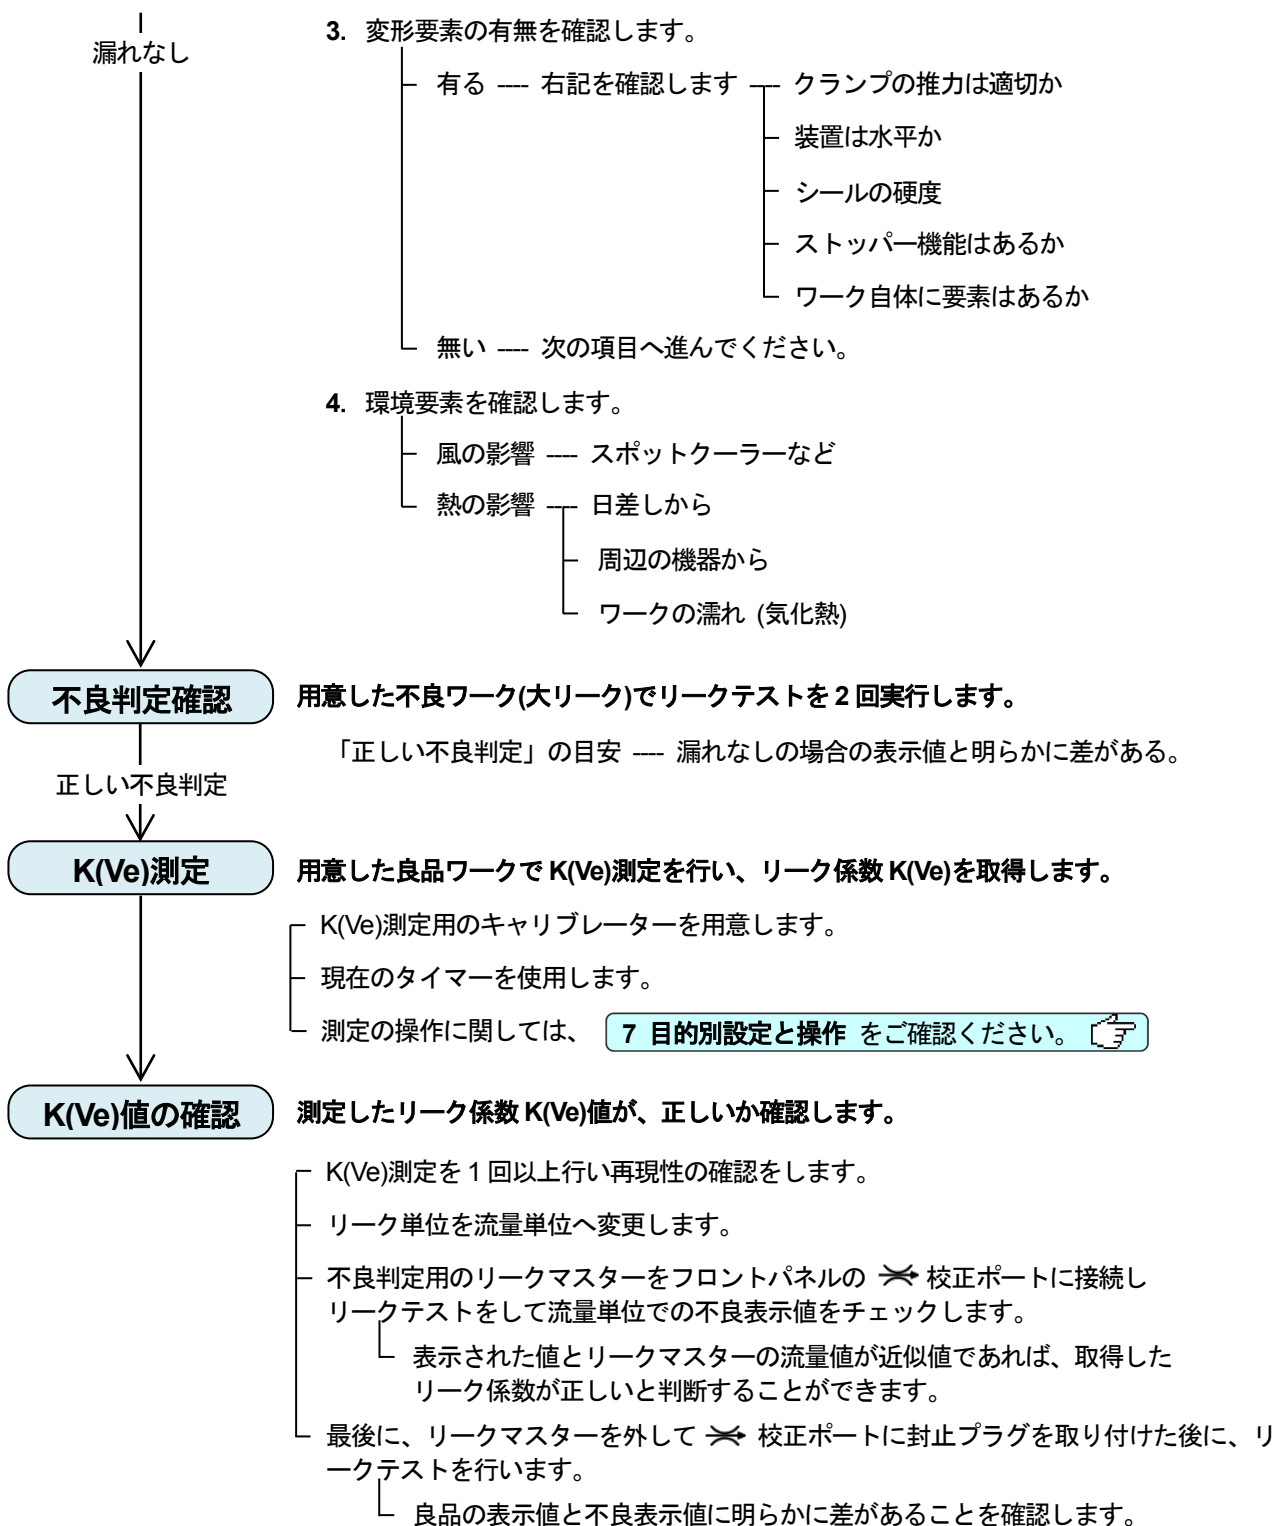 漏れなし
3. 変形要素の有無を確認します。
有る ---- 右記を確認します ---- クランプの推力は適切か
装置は水平か
シールの硬度
ストッパー機能はあるか
ワーク自体に要素はあるか
無い ---- 次の項目へ進んでください。
4. 環境要素を確認します。
風の影響 ---- スポットクーラーなど
熱の影響 ---- 日差しから
周辺の機器から
ワークの濡れ (気化熱)
不良判定確認 用意した不良ワーク(大リーク)でリークテストを 2 回実行します。
「正しい不良判定」の目安 ---- 漏れなしの場合の表示値と明らかに差がある。
正しい不良判定
K(Ve)測定 用意した良品ワークで K(Ve)測定を行い、リーク係数 K(Ve)を取得します。
K(Ve)測定用のキャリブレーターを用意します。
現在のタイマーを使用します。
測定の操作に関しては、 7 目的別設定と操作 をご確認ください。
K(Ve)値の確認 測定したリーク係数 K(Ve)値が、正しいか確認します。
K(Ve)測定を 1 回以上行い再現性の確認をします。
リーク単位を流量単位へ変更します。
不良判定用のリークマスターをフロントパネルの 校正ポートに接続し
リークテストをして流量単位での不良表示値をチェックします。
表示された値とリークマスターの流量値が近似値であれば、取得した
リーク係数が正しいと判断することができます。
最後に、リークマスターを外して 校正ポートに封止プラグを取り付けた後に、リ
ークテストを行います。
良品の表示値と不良表示値に明らかに差があることを確認します。